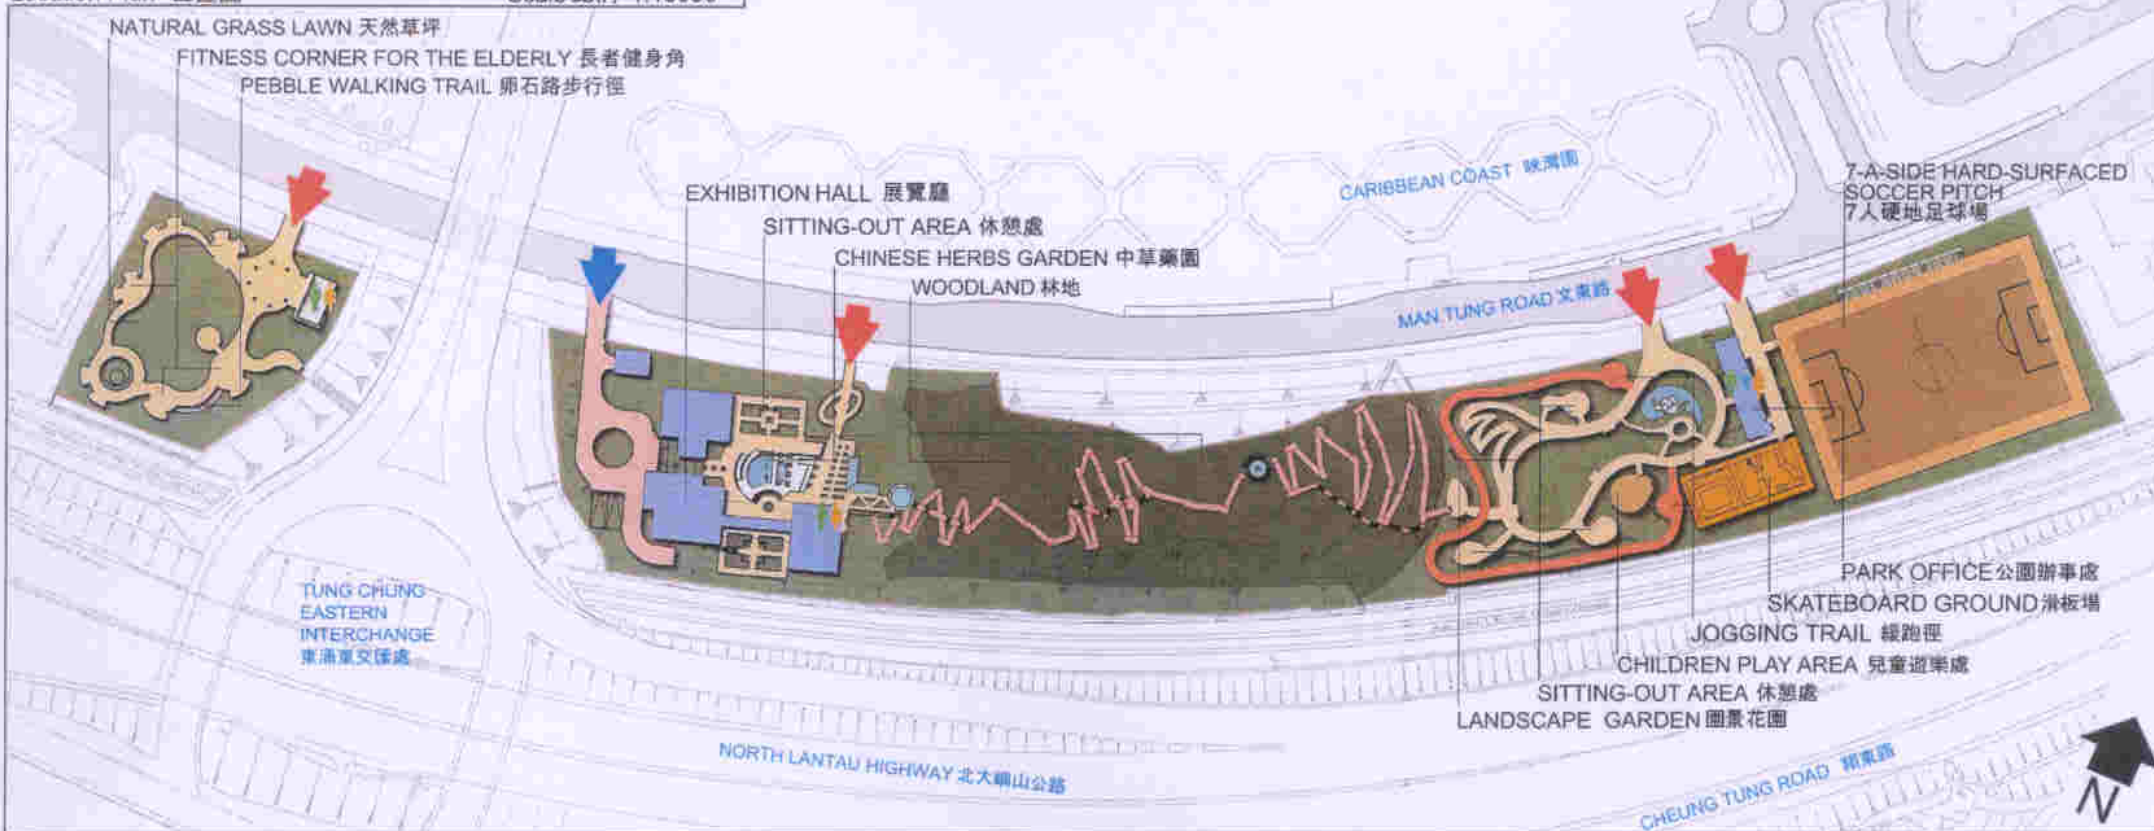 NATURAL GRASS LAWN 天然草坪
FITNESS CORNER FOR THE ELDERLY 長者健身角
PEBBLE WALKING TRAIL 卵石路步行徑
EXHIBITION HALL 展覽廳
SITTING-OUT AREA 休憩處
CHINESE HERBS GARDEN 中草藥園
WOODLAND 林地
CARIBBEAN COAST 映灣園
MAN TUNG ROAD 文東路
7-A-SIDE HARD-SURFACED
SOCCER PITCH
7人硬地足球場
TUNG CHUNG
EASTERN
INTERCHANGE
東涌東交匯處
PARK OFFICE 公園辦事處
SKATEBOARD GROUND 滑板場
JOGGING TRAIL 緩跑徑
CHILDREN PLAY AREA 兒童遊樂處
SITTING-OUT AREA 休憩處
LANDSCAPE GARDEN 園景花園
NORTH LANTAU HIGHWAY 北大嶼山公路
CHEUNG TUNG ROAD 翔東路
N